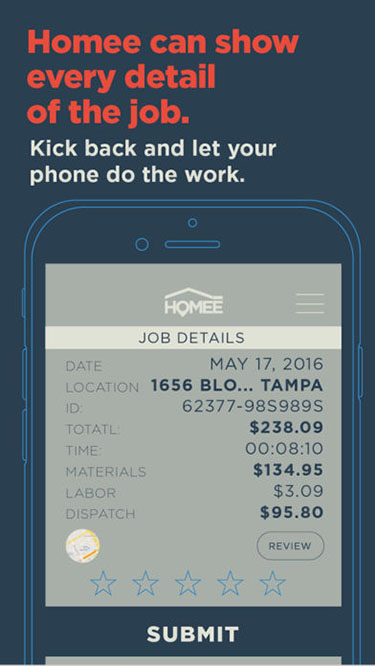 Homee can show
every detail
of the job.
Kick back and let your
phone do the work.
HOMEE
JOB DETAILS
DATE MAY 17, 2016
LOCATION 1656 BLO... TAMPA
ID: 62377-98S989S
TOTATL: $238.09
TIME: 00:08:10
MATERIALS $134.95
LABOR $3.09
DISPATCH $95.80
REVIEW
SUBMIT